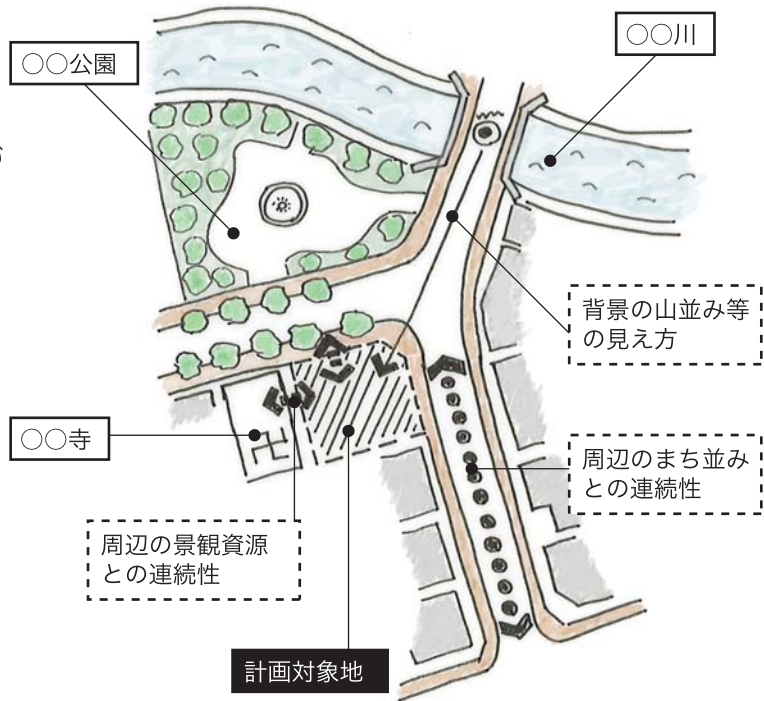 ○○川
○○公園
背景の山並み等
の見え方
○○寺
周辺のまち並み
との連続性
周辺の景観資源
との連続性
計画対象地